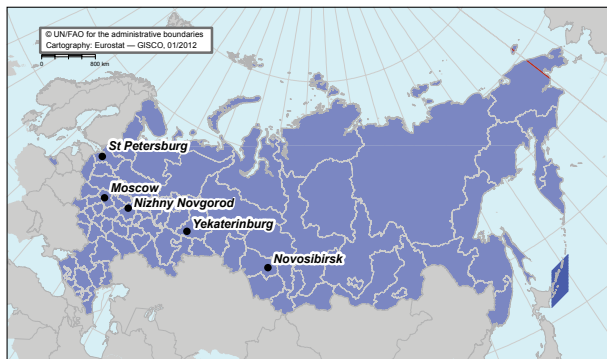 © UN/FAO for the administrative boundaries
Cartography: Eurostat — GISCO, 01/2012
0 800 km
St Petersburg
Moscow
Nizhny Novgorod
Yekaterinburg
Novosibirsk